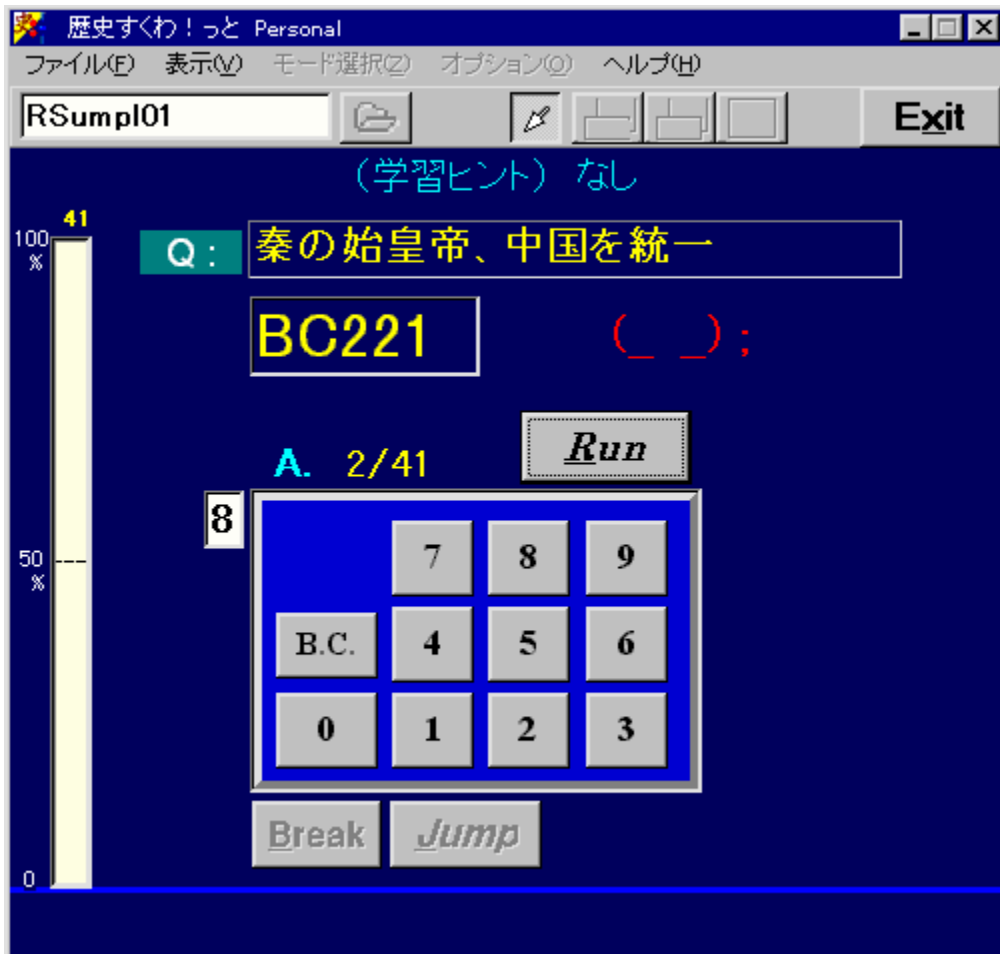 歴史すくわ！っと Personal
ファイル(F) 表示(V) モード選択(Z) オプション(O) ヘルプ(H)
RSumpl01 Exit
(学習ヒント) なし
41
100
%
Q : 秦の始皇帝、中国を統一
BC221 (_ _) ;
A. 2/41 Run
8
7 8 9
50
%
B.C. 4 5 6
0 1 2 3
Break Jump
0